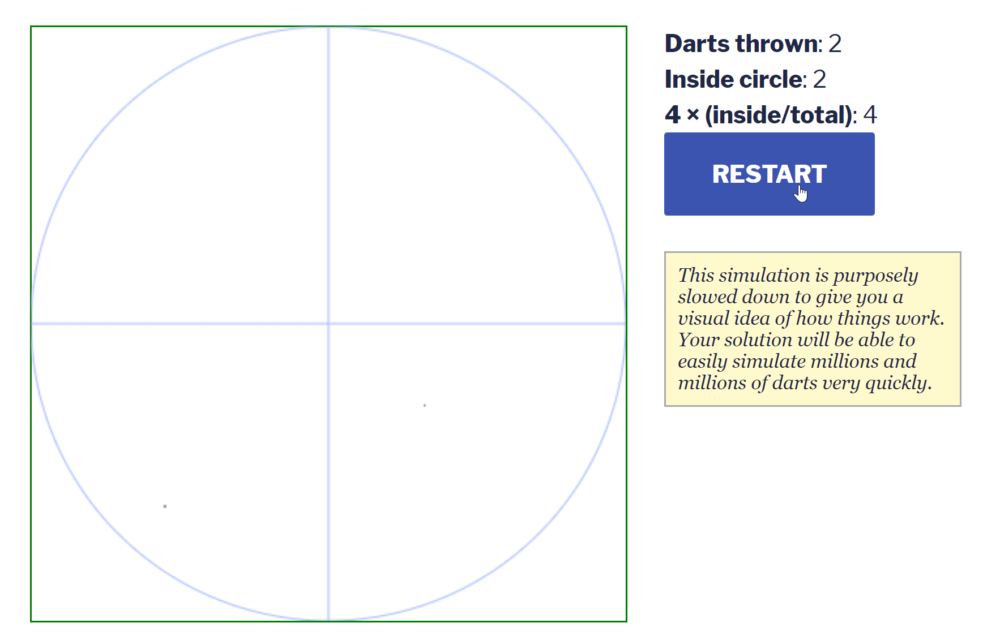 Darts thrown: 2
Inside circle: 2
4 × (inside/total): 4
RESTART
This simulation is purposely
slowed down to give you a
visual idea of how things work.
Your solution will be able to
easily simulate millions and
millions of darts very quickly.